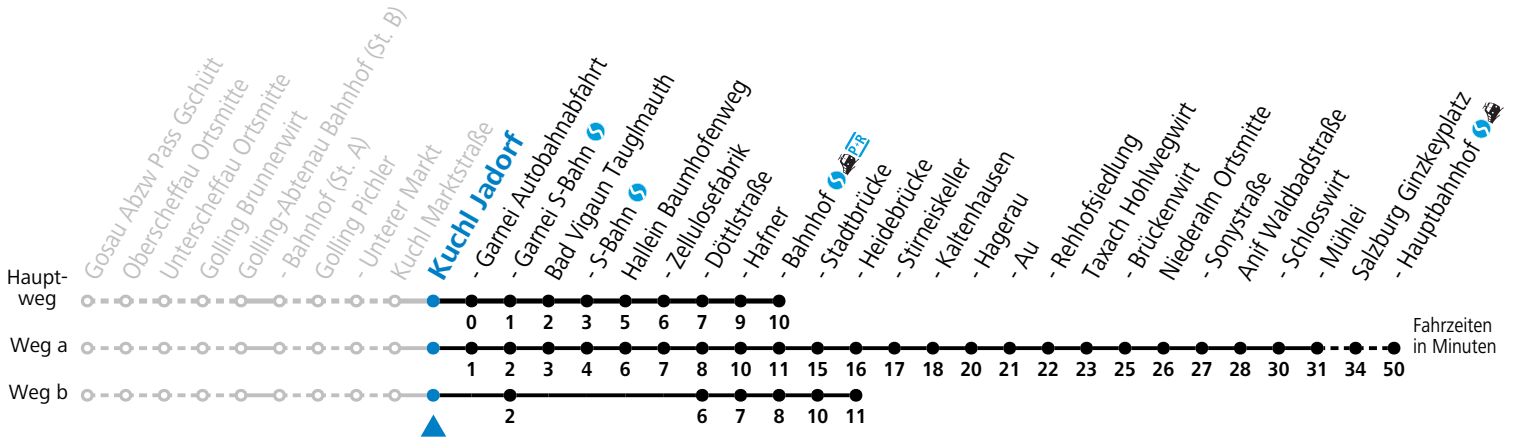 Gosau Abzw Pass Gschütt
Oberscheffau Ortsmitte
Unterscheffau Ortsmitte
Golling Brunnerwirt
Golling-Abtenau Bahnhof (St. B)
- Bahnhof (St. A)
Golling Pichler
- Unterer Markt
Kuchl Marktstraße
Kuchl Jadorf
- Garnei Autobahnabfahrt
- Garnei S-Bahn
Bad Vigaun Tauglmauth
- S-Bahn
Hallein Baumhofenweg
- Zellulosefabrik
- Döttlstraße
- Hafner
- Bahnhof P+R
- Stadtbrücke
- Heidebrücke
- Stirneiskeller
- Kaltenhausen
- Hagerau
- Au
- Rehhofsiedlung
Taxach Hohlwegwirt
- Brückenwirt
Niederalm Ortsmitte
- Sonystraße
Anif Waldbadstraße
- Schlosswirt
- Mühlei
Salzburg Ginzkeyplatz
- Hauptbahnhof
Haupt-
weg
0 1 2 3 5 6 7 9 10
Weg a
1 2 3 4 6 7 8 10 11 15 16 17 18 20 21 22 23 25 26 27 28 30 31 34 50
Fahrzeiten
in Minuten
Weg b
2 6 7 8 10 11